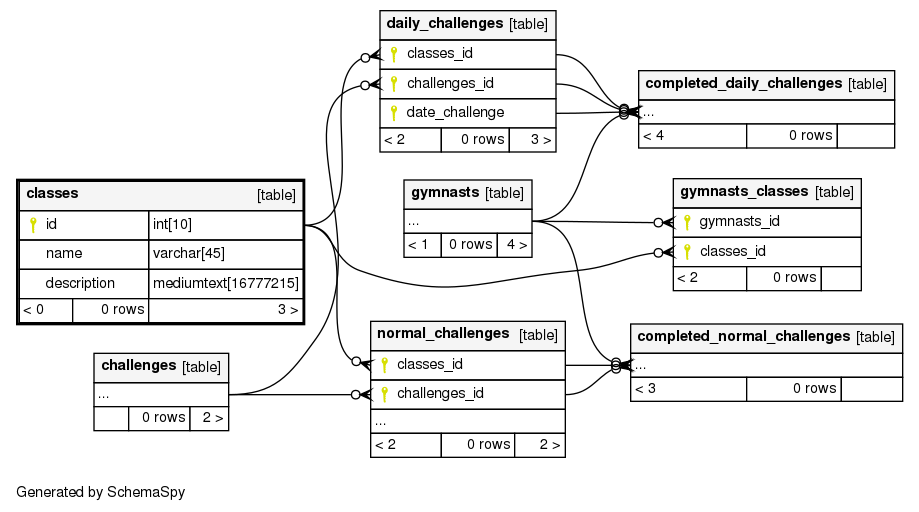 daily_challenges [table]
classes_id
challenges_id
date_challenge
< 2 0 rows 3 >
completed_daily_challenges [table]
...
< 4 0 rows
classes [table]
id int[10]
name varchar[45]
description mediumtext[16777215]
< 0 0 rows 3 >
gymnasts [table]
...
< 1 0 rows 4 >
gymnasts_classes [table]
gymnasts_id
classes_id
< 2 0 rows
challenges [table]
...
0 rows 2 >
normal_challenges [table]
classes_id
challenges_id
...
< 2 0 rows 2 >
completed_normal_challenges [table]
...
< 3 0 rows
Generated by SchemaSpy